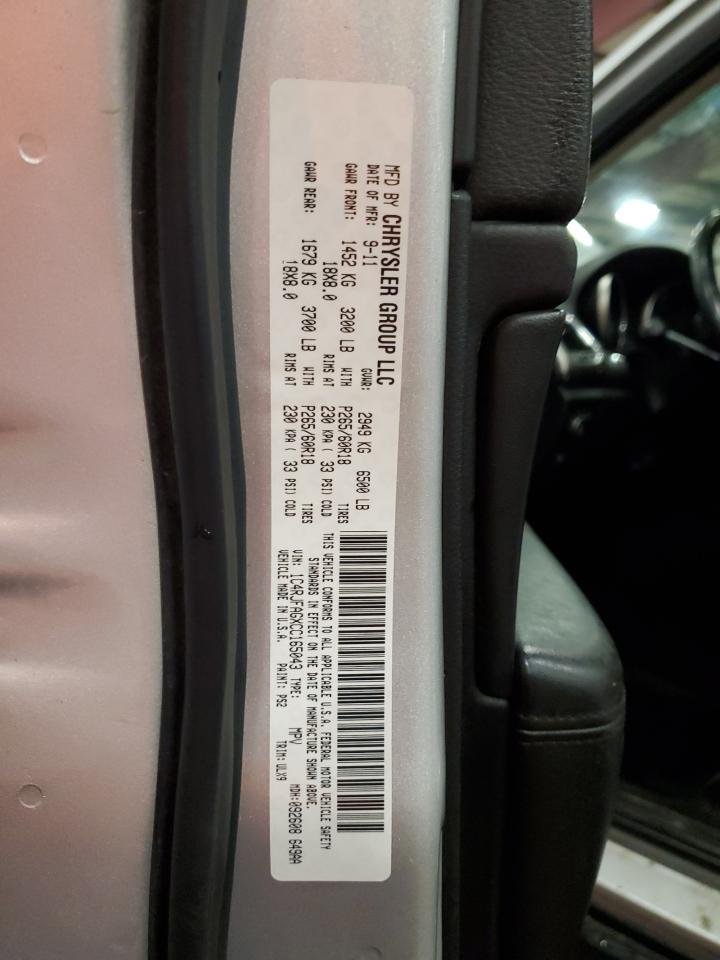 MFD BY CHRYSLER GROUP LLC
DATE OF MFR: 9-11 GVWR: 2949 KG 6500 LB
GAWR FRONT: 1452 KG 3200 LB WITH P265/60R18 TIRES
18X8.0 RIMS AT 230 KPA ( 33 PSI) COLD
GAWR REAR: 1679 KG 3700 LB WITH P265/60R18 TIRES
18X8.0 RIMS AT 230 KPA ( 33 PSI) COLD
THIS VEHICLE CONFORMS TO ALL APPLICABLE U.S.A. FEDERAL MOTOR VEHICLE SAFETY
STANDARDS IN EFFECT ON THE DATE OF MANUFACTURE SHOWN ABOVE.
VIN: 1C4RJFAGXCC165043 TYPE: MPV MDH:092608 649AA
VEHICLE MADE IN U.S.A. PAINT: PS2 TRIM:ULX9